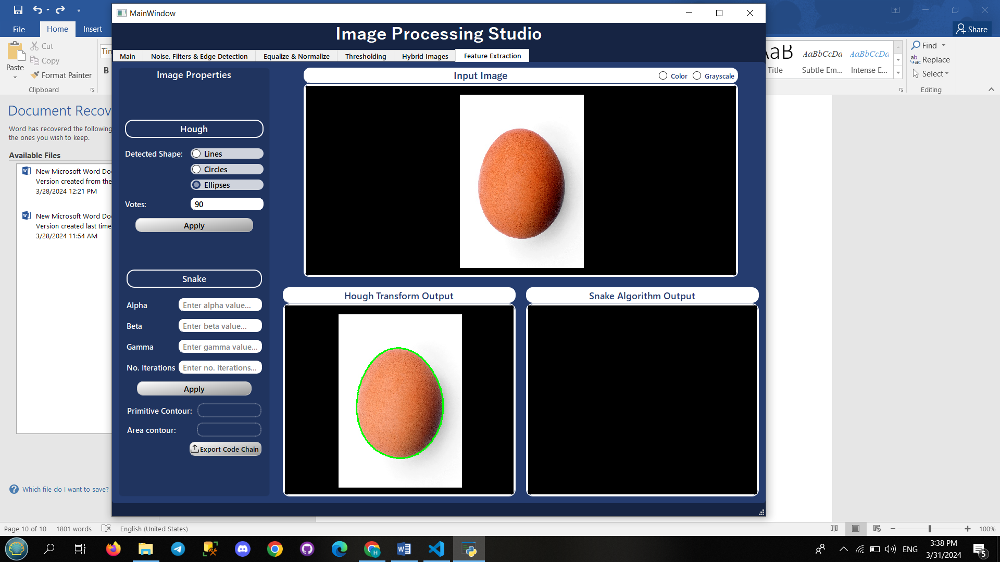 MainWindow
File
Home
Insert
Share
Image Processing Studio
Cut
Copy
Paste
Format Painter
Clipboard
B
Main
Noise, Filters & Edge Detection
Equalize & Normalize
Thresholding
Hybrid Images
Feature Extraction
AaBbCcDd
AaBbCcDd
Title
Subtle Em...
Intense E...
Find
Replace
Select
Editing
Document Recov
Word has recovered the following
the ones you wish to keep.
Available Files
New Microsoft Word Do
Version created from the
3/28/2024 12:21 PM
New Microsoft Word Do
Version created last time
3/28/2024 11:54 AM
Which file do I want to save?
Image Properties
Hough
Detected Shape:
Lines
Circles
Ellipses
Votes:
90
Apply
Snake
Alpha
Enter alpha value...
Beta
Enter beta value...
Gamma
Enter gamma value...
No. Iterations
Enter no. iterations...
Apply
Primitive Contour:
Area contour:
Export Code Chain
Input Image
Color
Grayscale
Hough Transform Output
Snake Algorithm Output
Page 10 of 10
1801 words
English (United States)
100%
ENG
3:38 PM
3/31/2024
5